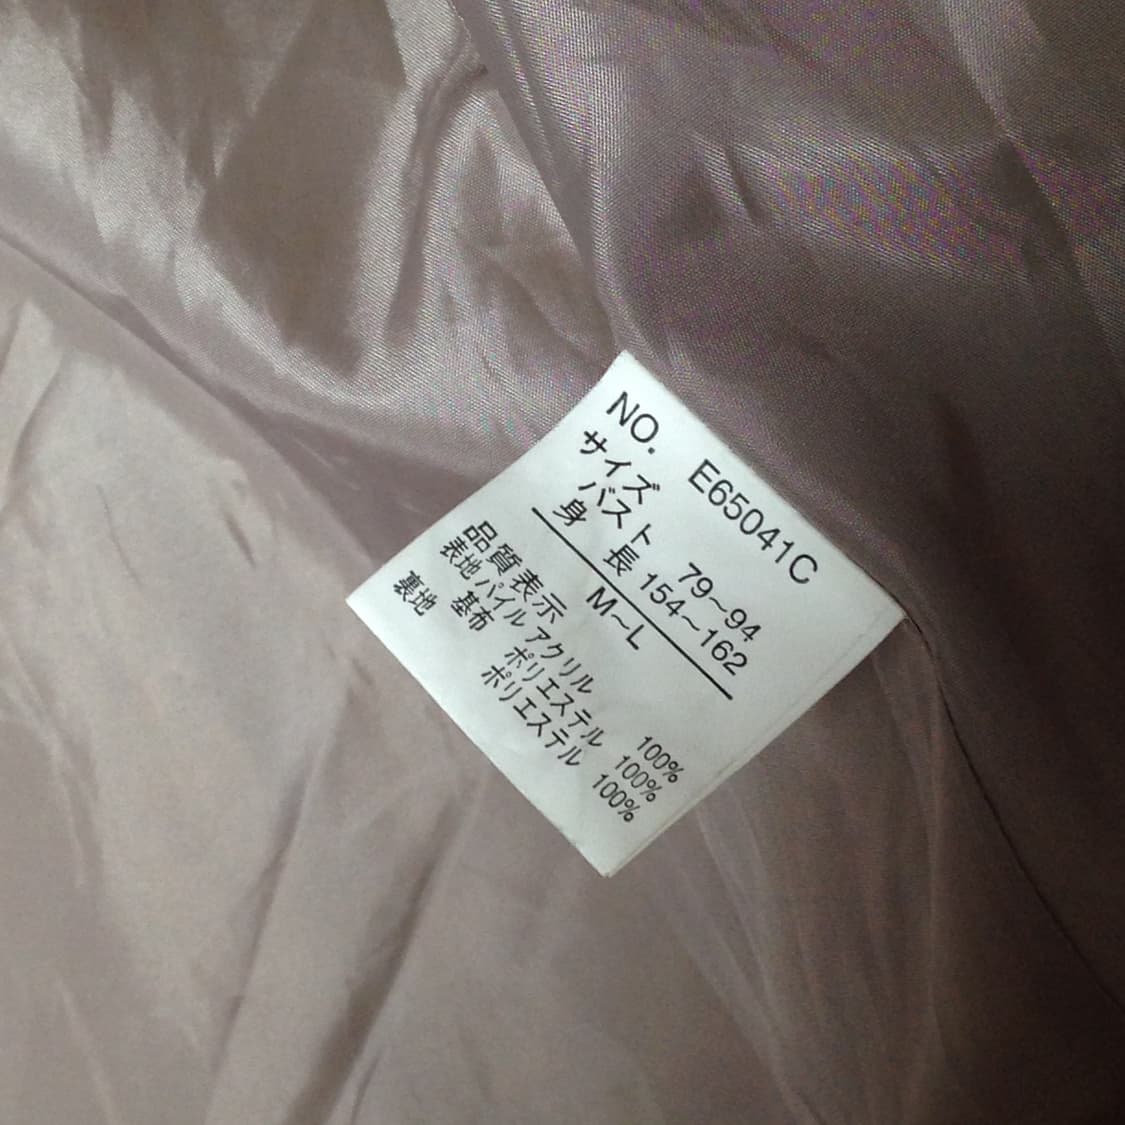 NO. E65041C
サイズ
バスト 79~94
身 長 154~162
M~L
品質表示
表地 パイル アクリル 100%
基布 ポリエステル 100%
裏地 ポリエステル 100%